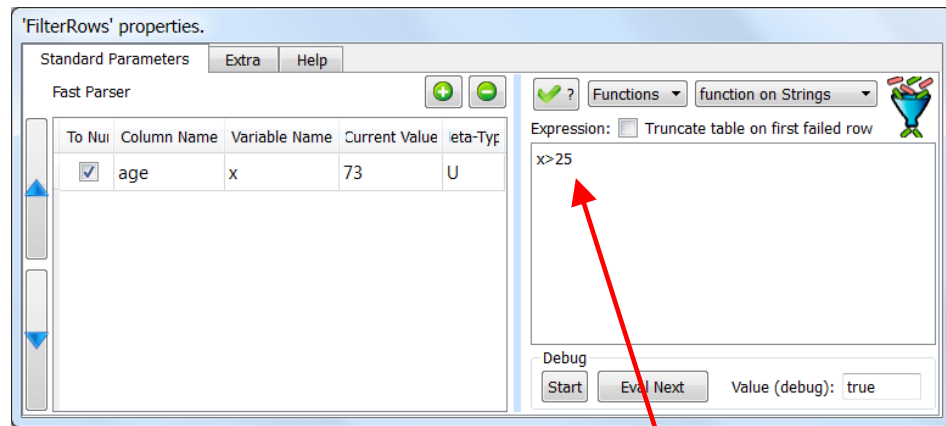 'FilterRows' properties.
Standard Parameters Extra Help
Fast Parser
? Functions function on Strings
Expression: Truncate table on first failed row
To Nui Column Name Variable Name Current Value eta-Typ
age x 73 U
x>25
Debug
Start Eval Next Value (debug): true